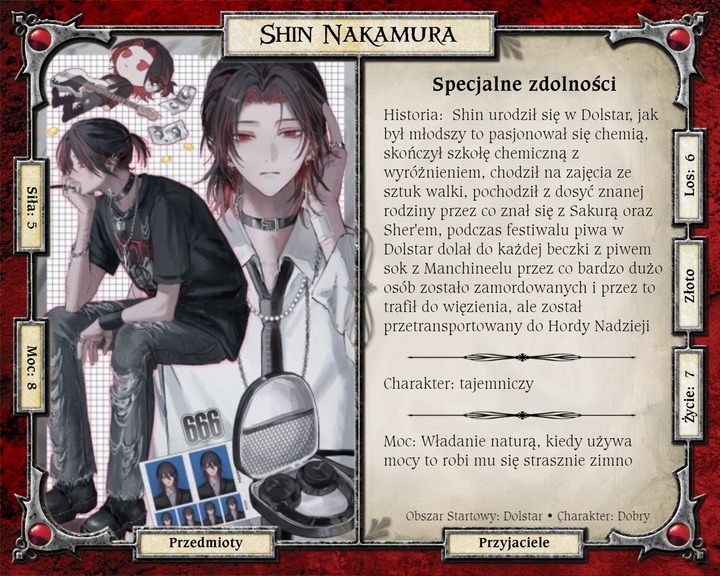 Shin Nakamura
Specjalne zdolności
Historia: Shin urodził się w Dolstar, jak
był młodszy to pasjonował się chemią,
skończył szkołę chemiczną z
wyróżnieniem, chodził na zajęcia ze
sztuk walki, pochodził z dosyć znanej
rodziny przez co znał się z Sakurą oraz
Sher'em, podczas festiwalu piwa w
Dolstar dolał do każdej beczki z piwem
sok z Manchineelu przez co bardzo dużo
osób zostało zamordowanych i przez to
trafił do więzienia, ale został
przetransportowany do Hordy Nadzieji
Charakter: tajemniczy
Moc: Władanie naturą, kiedy używa
mocy to robi mu się strasznie zimno
Obszar Startowy: Dolstar • Charakter: Dobry
Siła: 5
Moc: 8
Los: 6
Złoto
Życie: 7
666
Przedmioty
Przyjaciele